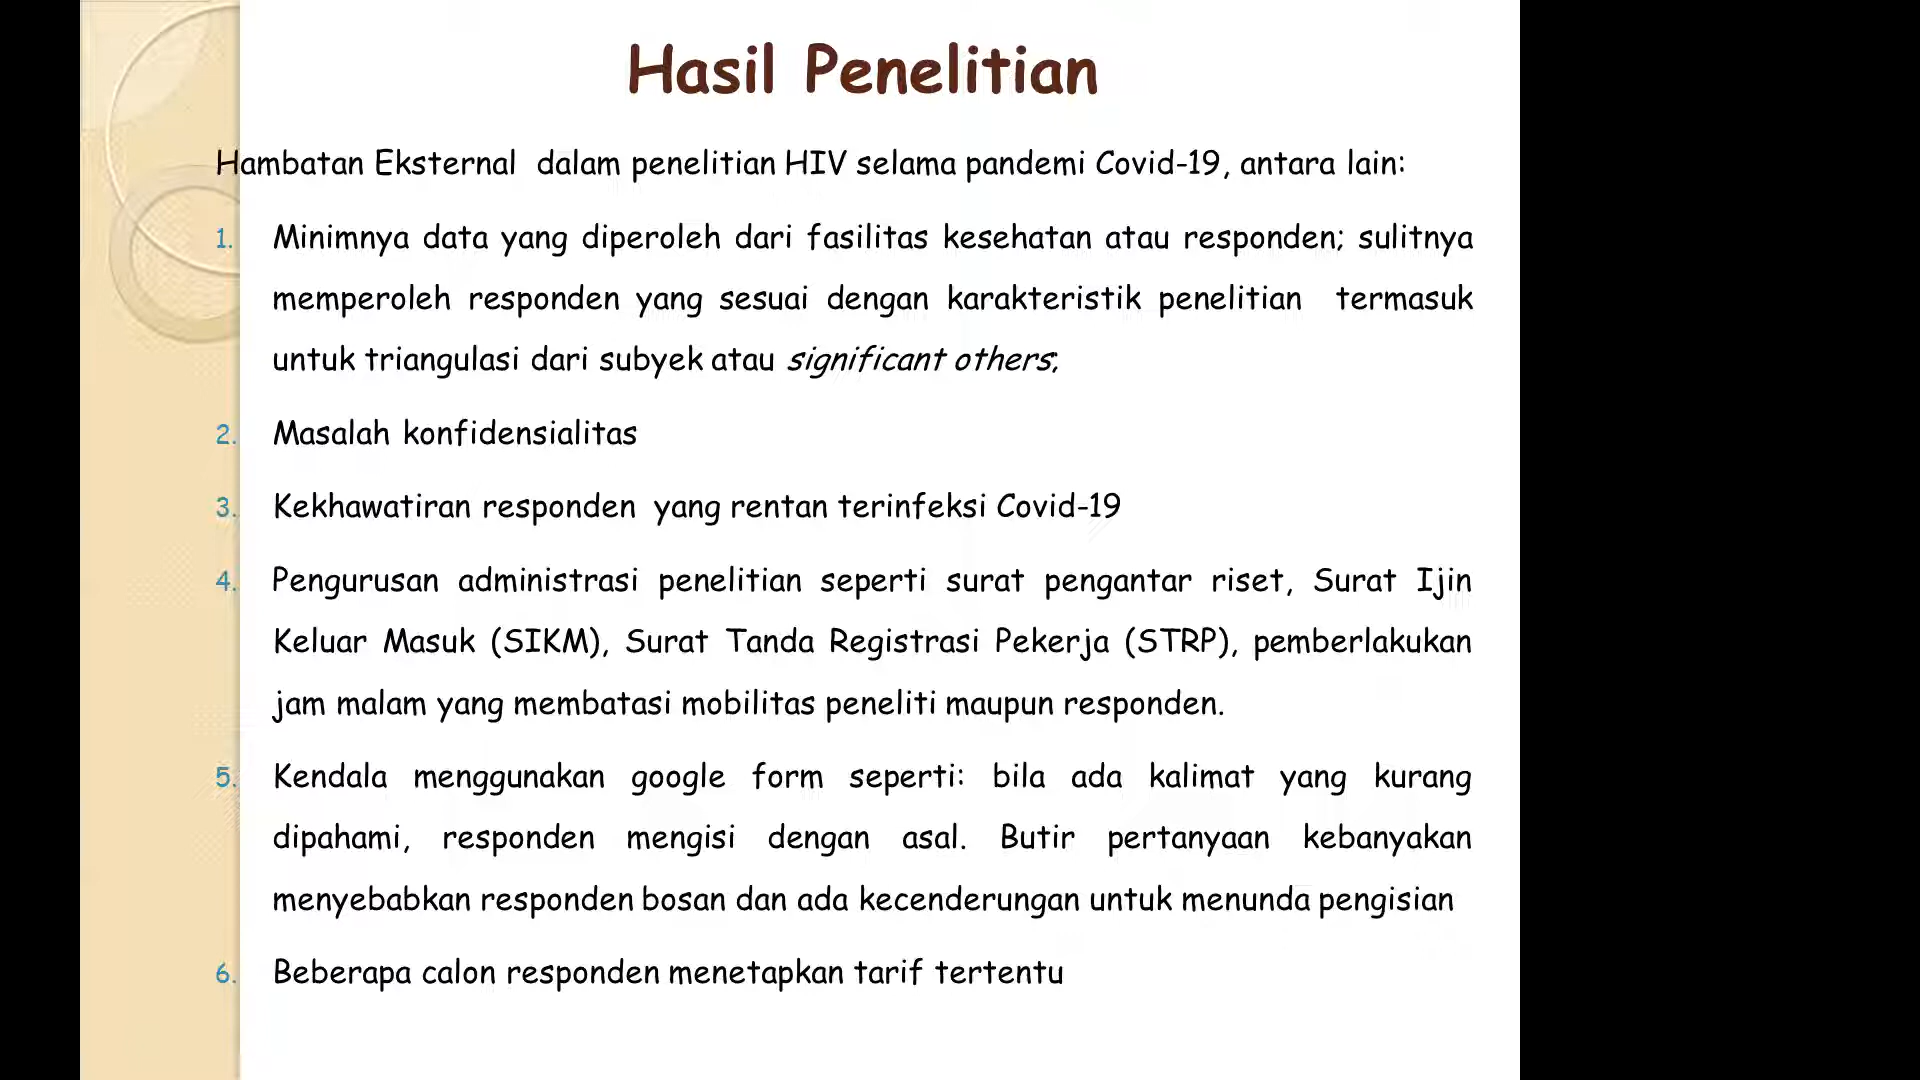 Hasil Penelitian
Hambatan Eksternal dalam penelitian HIV selama pandemi Covid-19, antara lain:
1. Minimnya data yang diperoleh dari fasilitas kesehatan atau responden; sulitnya
memperoleh responden yang sesuai dengan karakteristik penelitian termasuk
untuk triangulasi dari subyek atau significant others;
2. Masalah konfidensialitas
3. Kekhawatiran responden yang rentan terinfeksi Covid-19
4. Pengurusan administrasi penelitian seperti surat pengantar riset, Surat Ijin
Keluar Masuk (SIKM), Surat Tanda Registrasi Pekerja (STRP), pemberlakukan
jam malam yang membatasi mobilitas peneliti maupun responden.
5. Kendala menggunakan google form seperti: bila ada kalimat yang kurang
dipahami, responden mengisi dengan asal. Butir pertanyaan kebanyakan
menyebabkan responden bosan dan ada kecenderungan untuk menunda pengisian
6. Beberapa calon responden menetapkan tarif tertentu